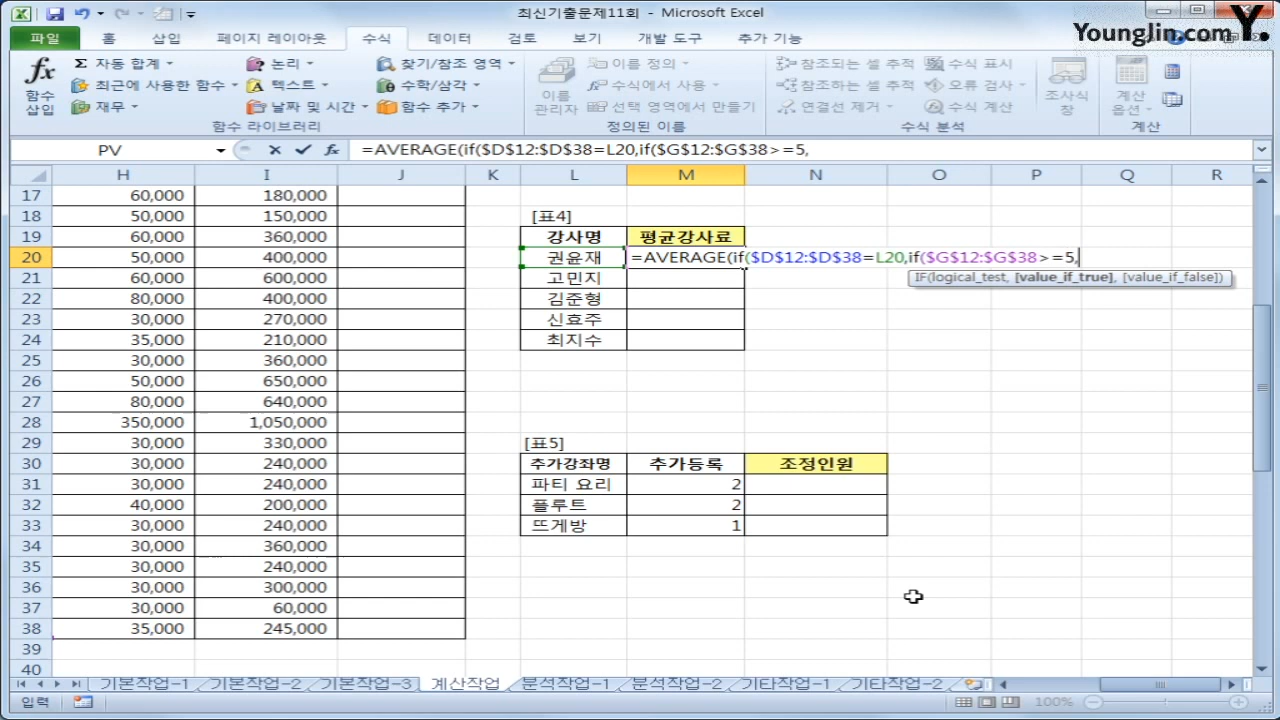 최신기출문제11회 - Microsoft Excel
YoungJin.com Y.
파일 홈 삽입 페이지 레이아웃 수식 데이터 검토 보기 개발 도구 추가 기능
fx 함수 삽입
Σ 자동 합계 논리 찾기/참조 영역
최근에 사용한 함수 텍스트 수학/삼각
재무 날짜 및 시간 함수 추가
함수 라이브러리
이름 관리자
이름 정의
수식에서 사용
선택 영역에서 만들기
정의된 이름
참조되는 셀 추적 수식 표시
참조하는 셀 추적 오류 검사
연결선 제거 수식 계산
조사식 창
수식 분석
계산 옵션
계산
PV fx =AVERAGE(if($D$12:$D$38=L20,if($G$12:$G$38>=5,
H I J K L M N O P Q R
17 60,000 180,000
18 50,000 150,000 [표4]
19 60,000 360,000 강사명 평균강사료
20 50,000 400,000 권윤재 =AVERAGE(if($D$12:$D$38=L20,if($G$12:$G$38>=5,
21 60,000 600,000 고민지 IF(logical_test, [value_if_true], [value_if_false])
22 80,000 400,000 김준형
23 30,000 270,000 신효주
24 35,000 210,000 최지수
25 30,000 360,000
26 50,000 650,000
27 80,000 640,000
28 350,000 1,050,000
29 30,000 330,000 [표5]
30 30,000 240,000 추가강좌명 추가등록 조정인원
31 30,000 240,000 파티 요리 2
32 40,000 200,000 플루트 2
33 30,000 240,000 뜨게방 1
34 30,000 360,000
35 30,000 240,000
36 30,000 300,000
37 30,000 60,000
38 35,000 245,000
39
40
기본작업-1 기본작업-2 기본작업-3 계산작업 분석작업-1 분석작업-2 기타작업-1 기타작업-2
입력 100%